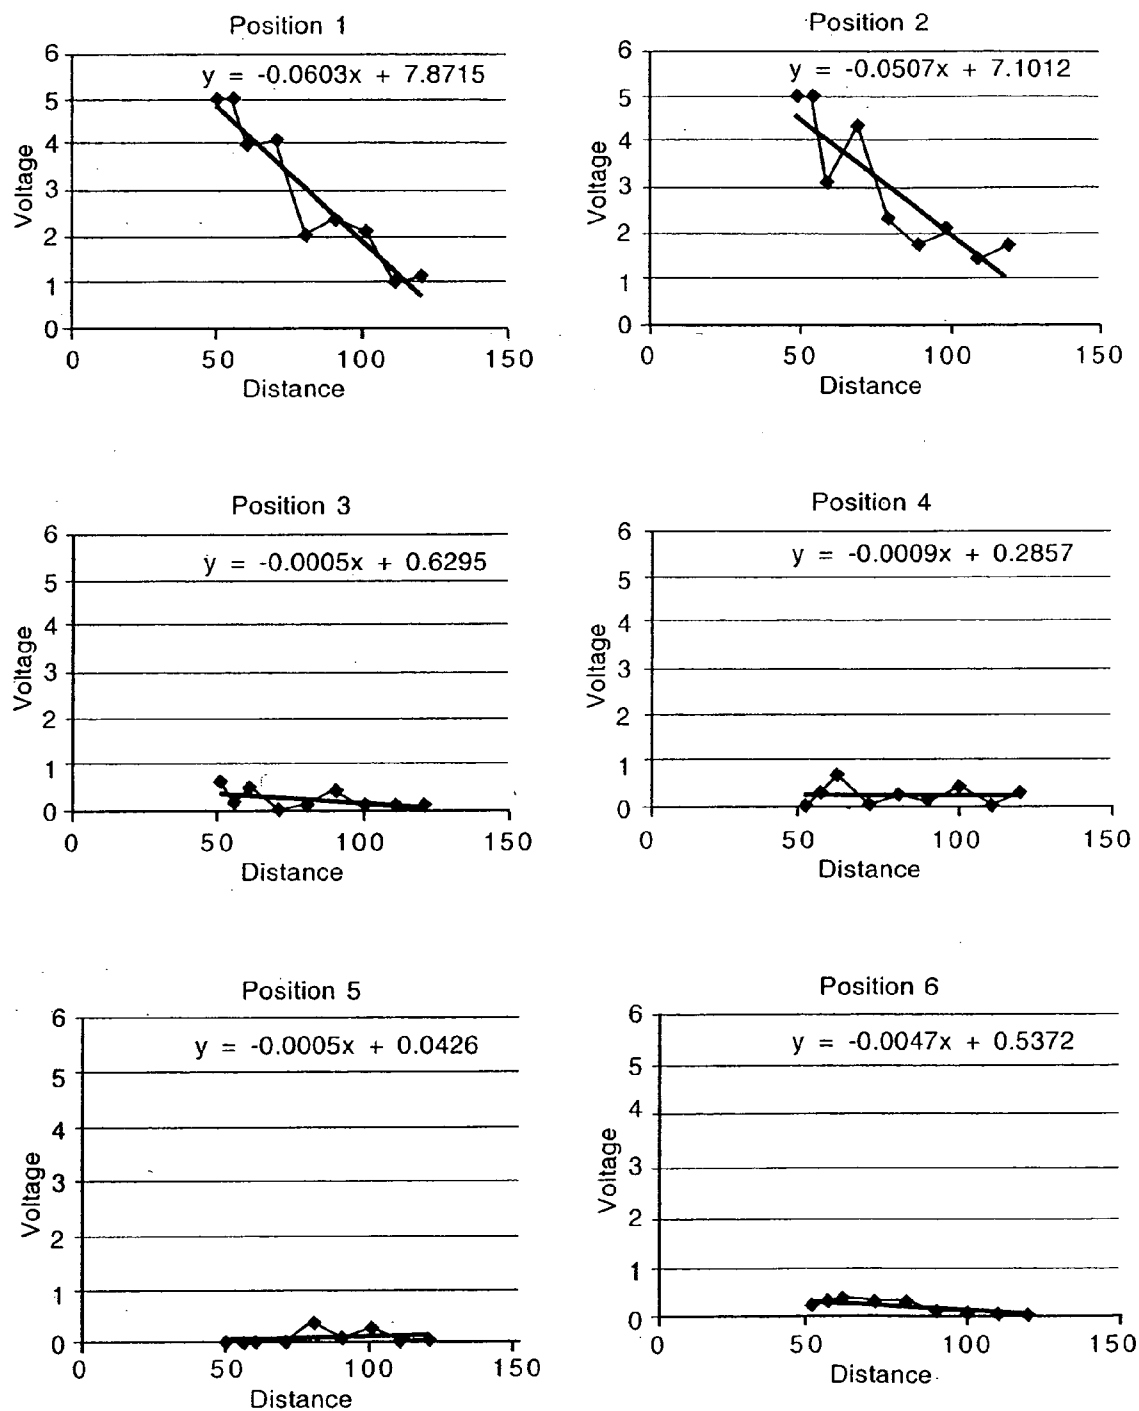 Position 1
y = -0.0603x + 7.8715
6
5
4
3
2
1
0
Voltage
0 50 100 150
Distance
Position 2
y = -0.0507x + 7.1012
6
5
4
3
2
1
0
Voltage
0 50 100 150
Distance
Position 3
y = -0.0005x + 0.6295
6
5
4
3
2
1
0
Voltage
0 50 100 150
Distance
Position 4
y = -0.0009x + 0.2857
6
5
4
3
2
1
0
Voltage
0 50 100 150
Distance
Position 5
y = -0.0005x + 0.0426
6
5
4
3
2
1
0
Voltage
0 50 100 150
Distance
Position 6
y = -0.0047x + 0.5372
6
5
4
3
2
1
0
Voltage
0 50 100 150
Distance